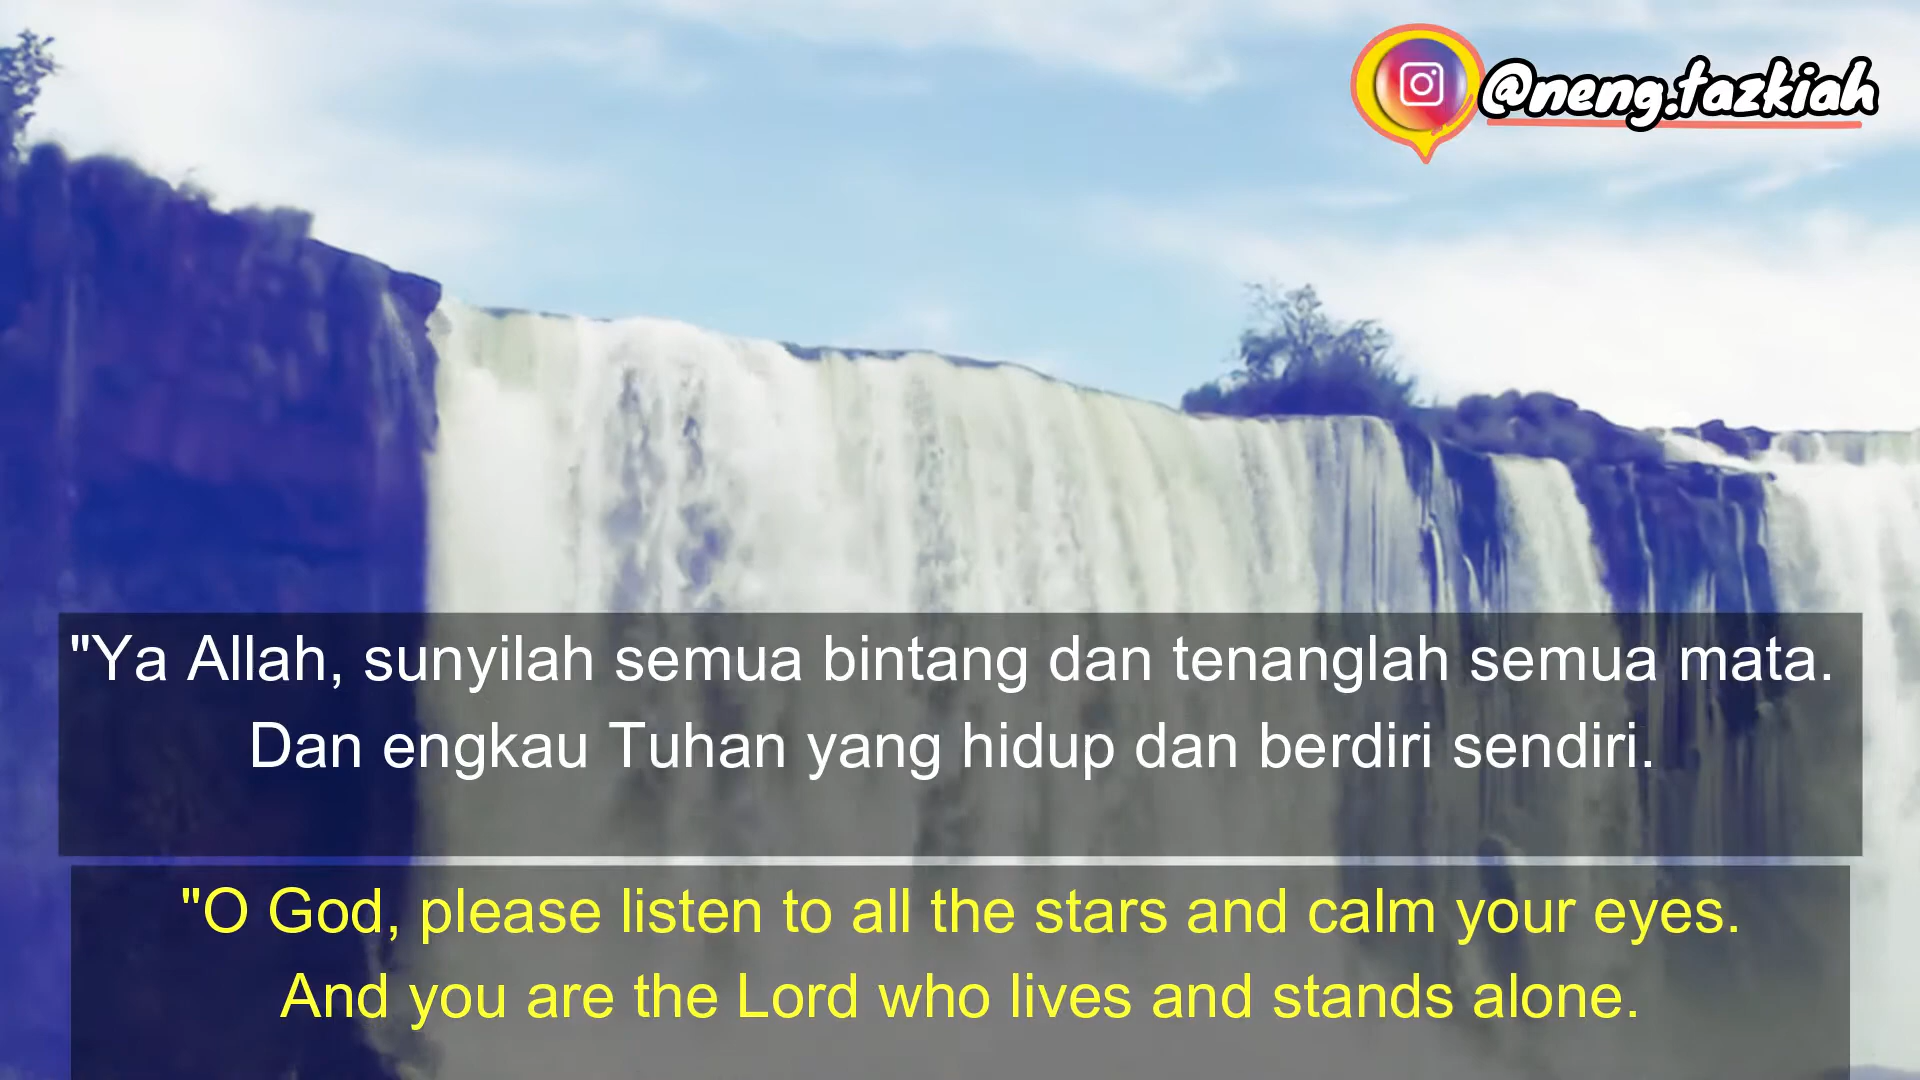 @neng.tazkiah
"Ya Allah, sunyilah semua bintang dan tenanglah semua mata.
Dan engkau Tuhan yang hidup dan berdiri sendiri.
"O God, please listen to all the stars and calm your eyes.
And you are the Lord who lives and stands alone.